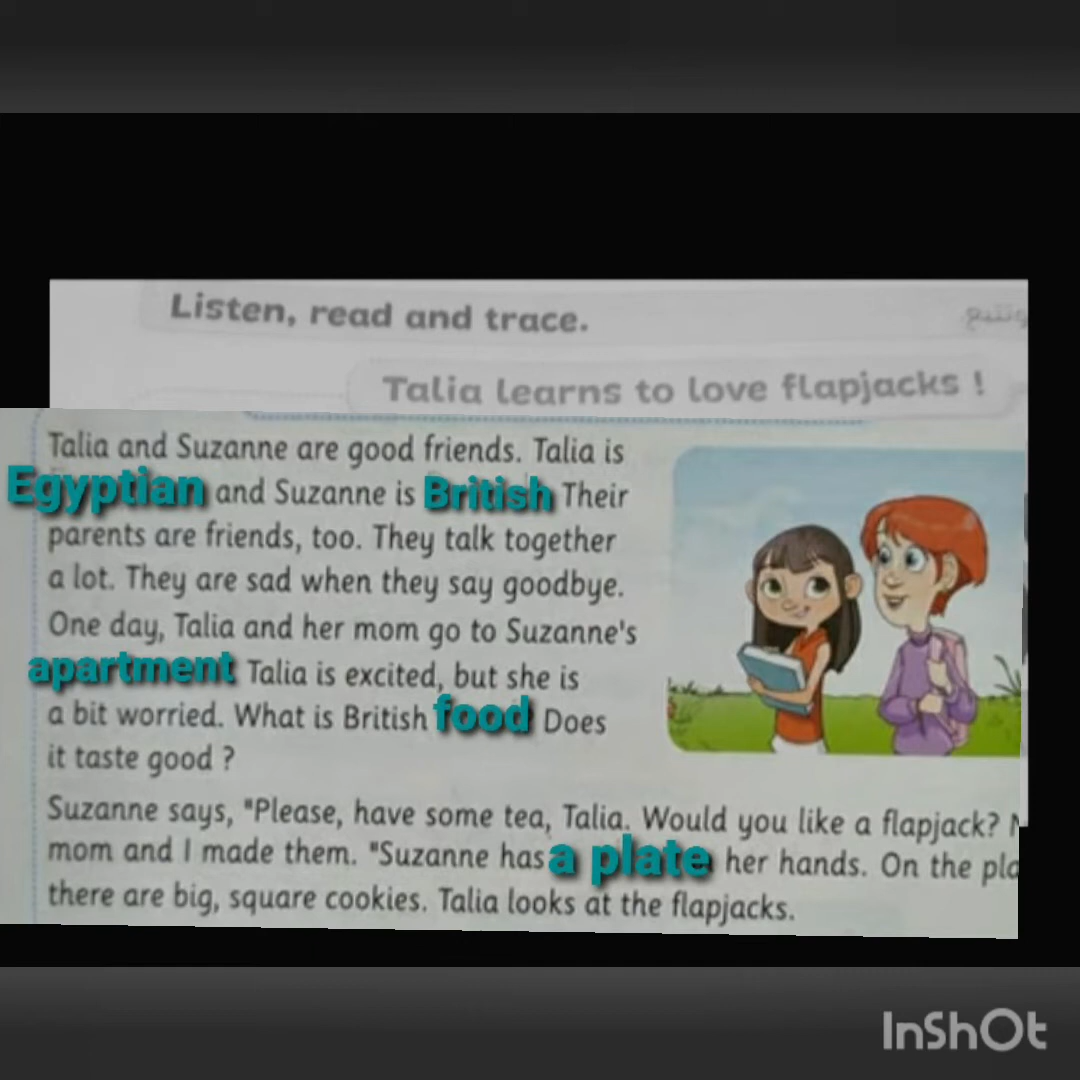 Listen, read and trace.
Talia learns to love flapjacks !
Talia and Suzanne are good friends. Talia is
Egyptian and Suzanne is British Their
parents are friends, too. They talk together
a lot. They are sad when they say goodbye.
One day, Talia and her mom go to Suzanne's
apartment Talia is excited, but she is
a bit worried. What is British food Does
it taste good ?
Suzanne says, "Please, have some tea, Talia. Would you like a flapjack?
mom and I made them. "Suzanne has a plate her hands. On the
there are big, square cookies. Talia looks at the flapjacks.
InShOt